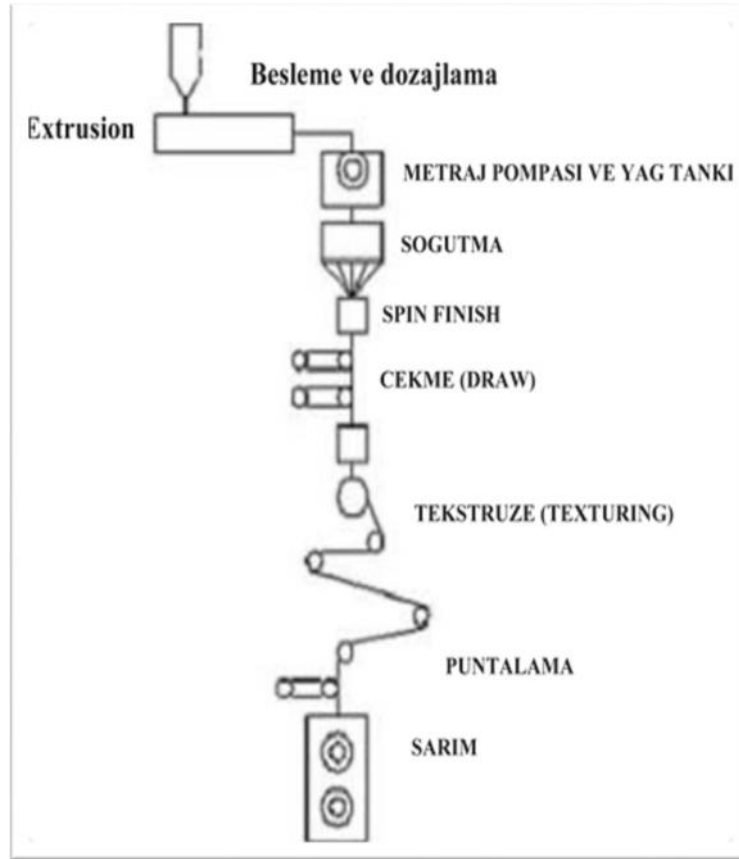 Besleme ve dozajlama
Extrusion
METRAJ POMPASI VE YAG TANKI
SOGUTMA
SPIN FINISH
CEKME (DRAW)
TEKSTRUZE (TEXTURING)
PUNTALAMA
SARIM